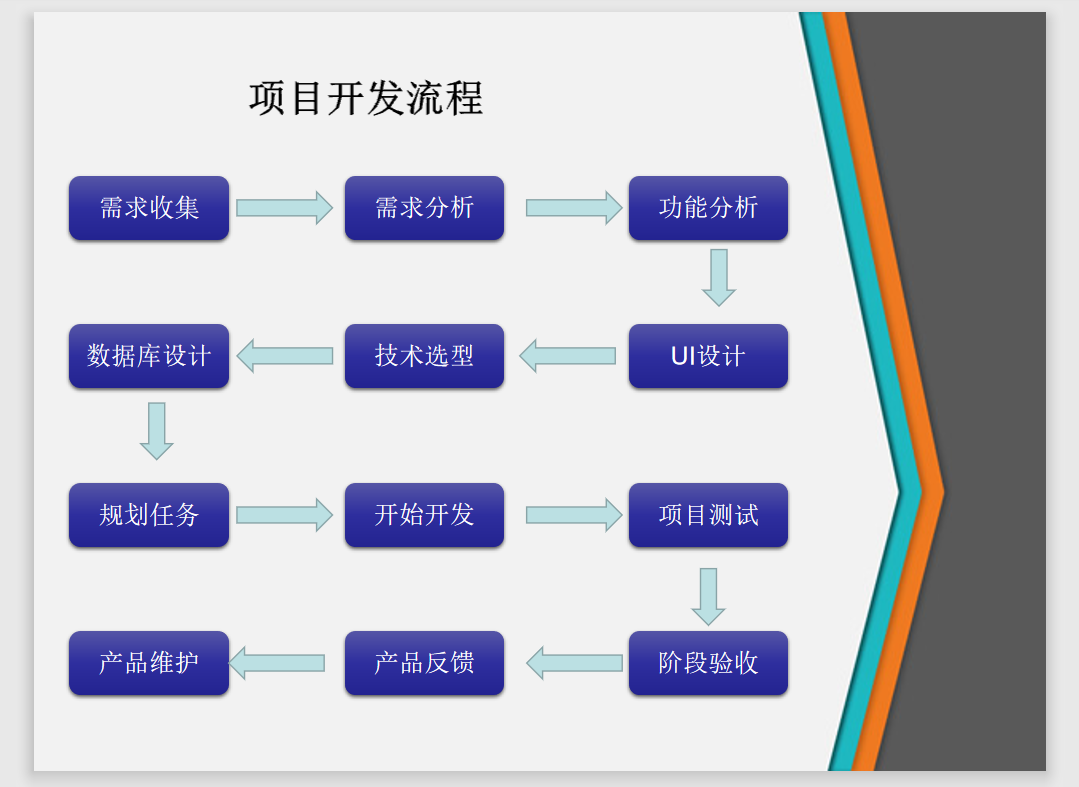 项目开发流程
需求收集
需求分析
功能分析
UI设计
技术选型
数据库设计
规划任务
开始开发
项目测试
阶段验收
产品反馈
产品维护